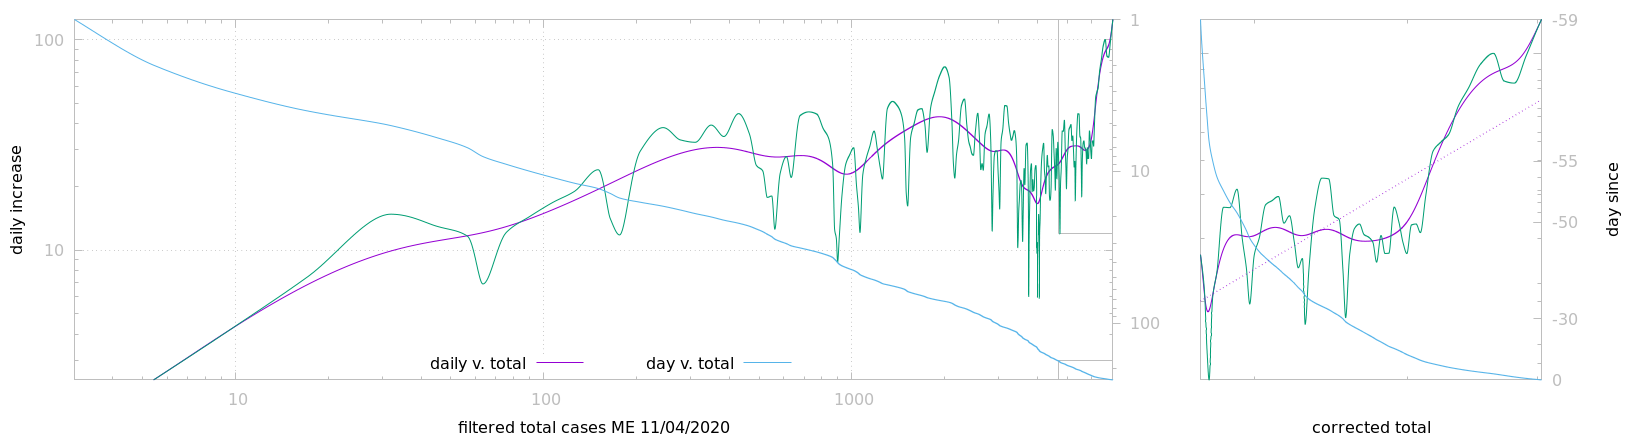 daily increase
100
10
1
10
100
daily v. total
day v. total
10
100
1000
filtered total cases ME 11/04/2020
-59
-55
-50
-30
0
day since
corrected total